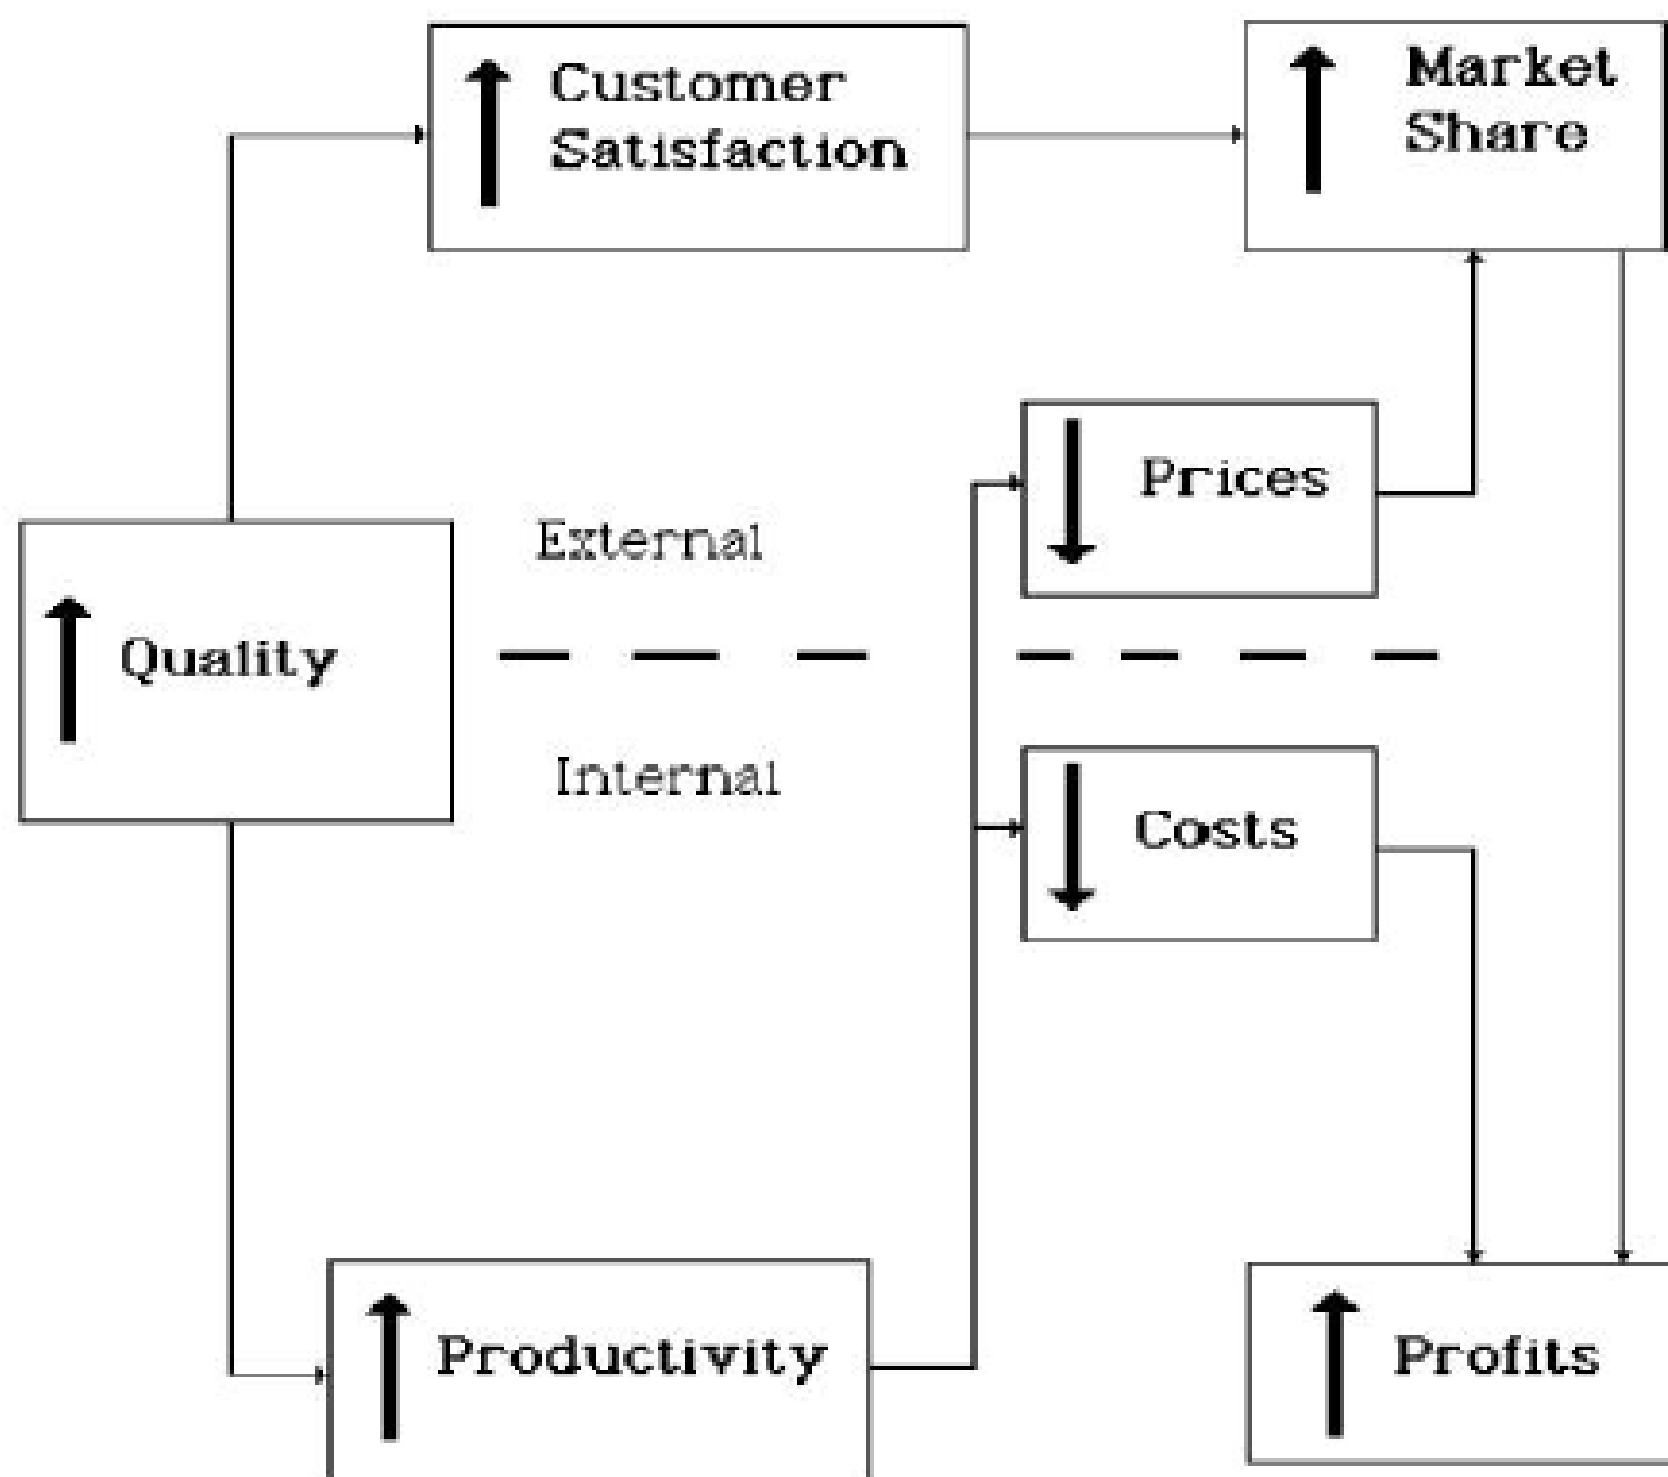 Customer
Satisfaction
Market
Share
Prices
External
Quality
Internal
Costs
Productivity
Profits